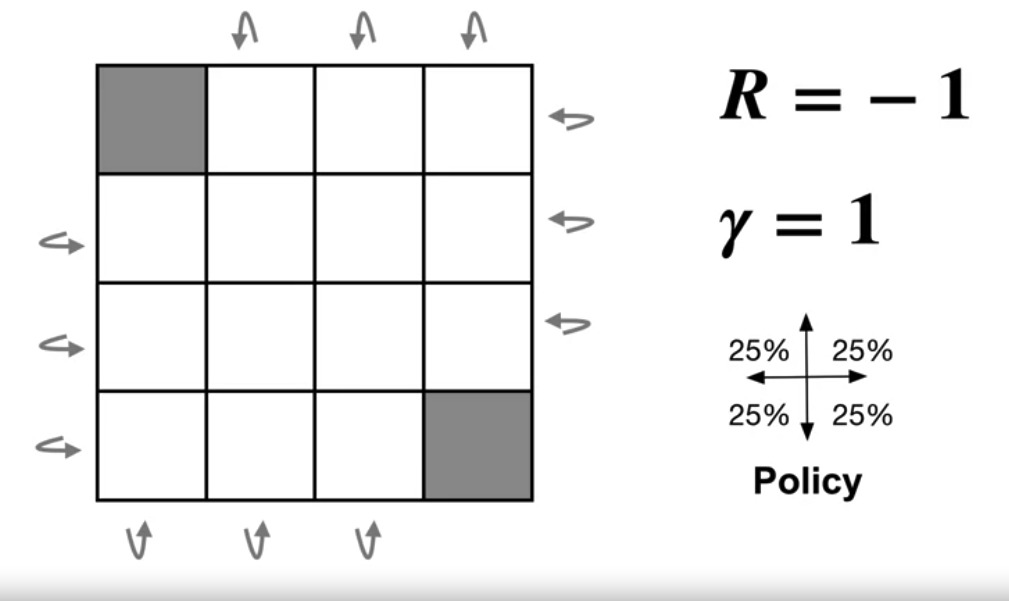 R = − 1
γ = 1
25% 25%
25% 25%
Policy